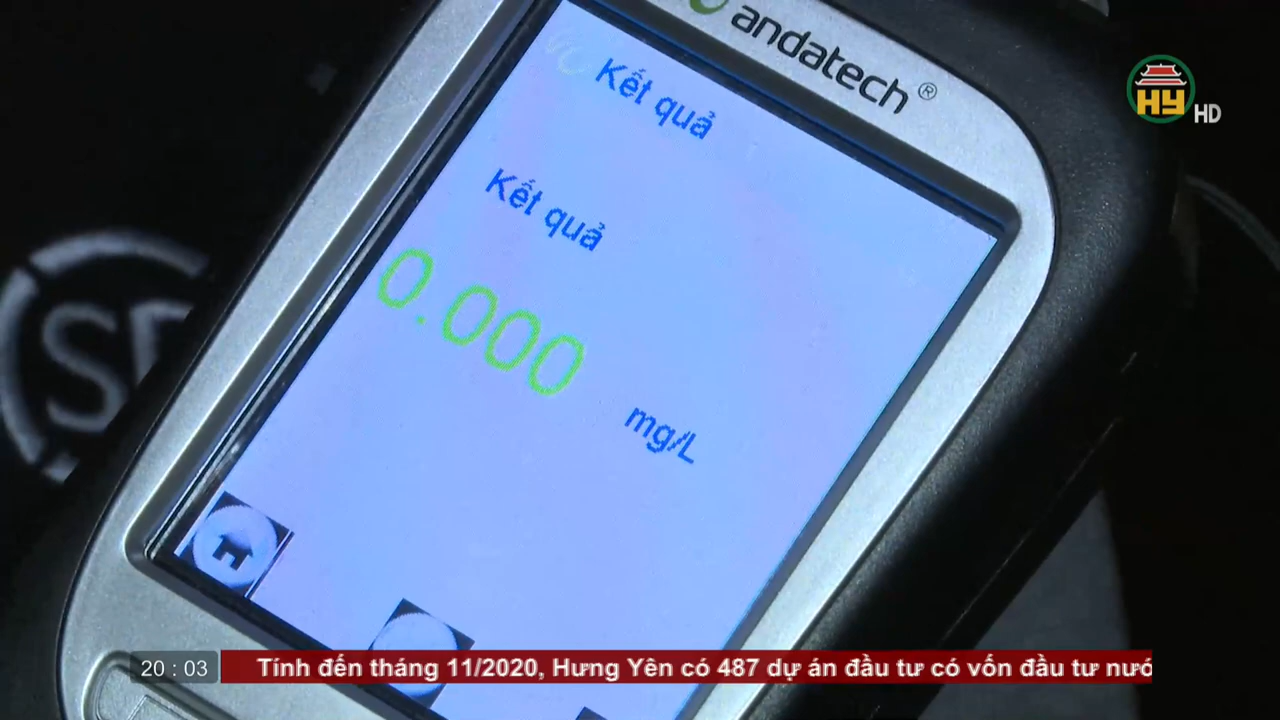 andatech®
HY HD
Kết quả
Kết quả
0.000
mg/L
20 : 03
Tính đến tháng 11/2020, Hưng Yên có 487 dự án đầu tư có vốn đầu tư nướ